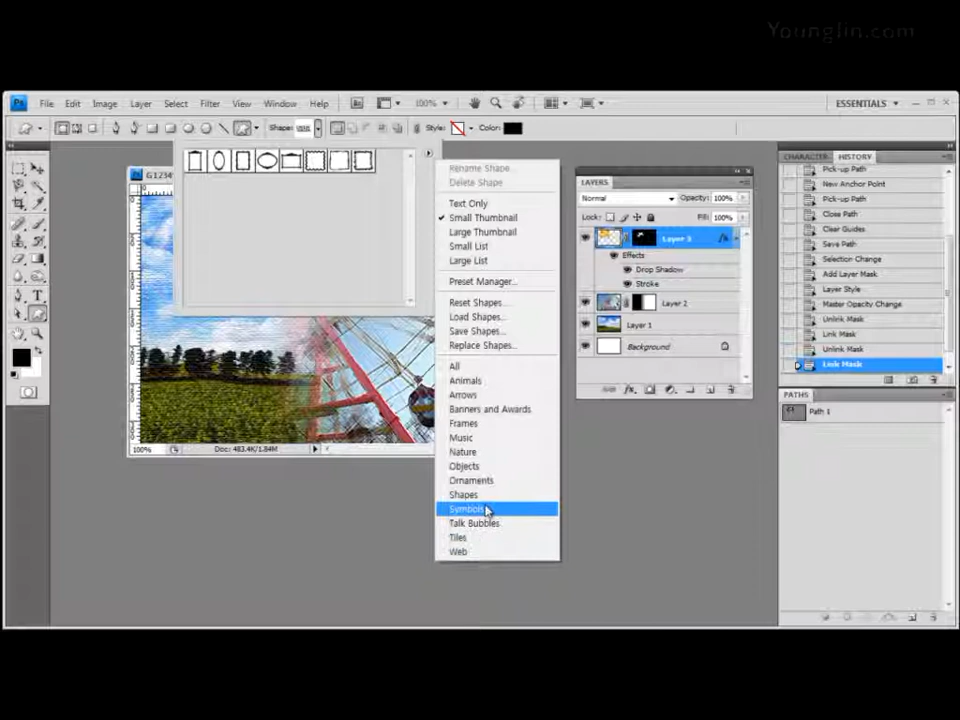 Younglin.com
Ps File Edit Image Layer Select Filter View Window Help 100% ESSENTIALS
Shape: Style: Color:
G1234
Rename Shape...
Delete Shape
Text Only
Small Thumbnail
Large Thumbnail
Small List
Large List
Preset Manager...
Reset Shapes...
Load Shapes...
Save Shapes...
Replace Shapes...
All
Animals
Arrows
Banners and Awards
Frames
Music
Nature
Objects
Ornaments
Shapes
Symbols
Talk Bubbles
Tiles
Web
100% Doc: 483.4K/1.84M
LAYERS
Normal Opacity: 100%
Lock: Fill: 100%
Layer 3 fx
Effects
Drop Shadow
Stroke
Layer 2
Layer 1
Background
CHARACTER HISTORY
Pick-up Path
New Anchor Point
Pick-up Path
Close Path
Clear Guides
Save Path
Selection Change
Add Layer Mask
Layer Style
Master Opacity Change
Unlink Mask
Link Mask
Unlink Mask
Link Mask
PATHS
Path 1